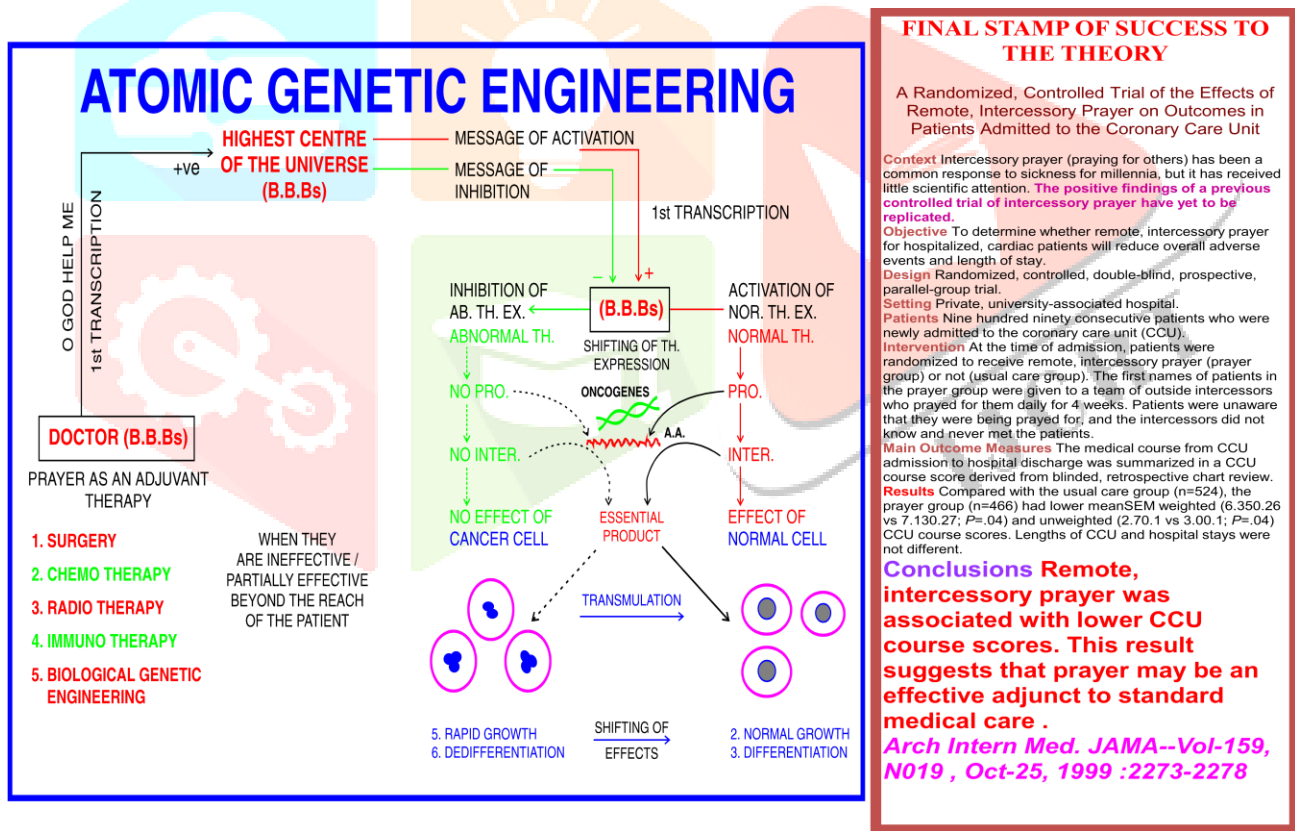 ATOMIC GENETIC ENGINEERING
HIGHEST CENTRE
OF THE UNIVERSE
(B.B.Bs)
+ve
MESSAGE OF ACTIVATION
MESSAGE OF
INHIBITION
1st TRANSCRIPTION
O GOD HELP ME
1st TRANSCRIPTION
DOCTOR (B.B.Bs)
PRAYER AS AN ADJUVANT
THERAPY
1. SURGERY
2. CHEMO THERAPY
3. RADIO THERAPY
4. IMMUNO THERAPY
5. BIOLOGICAL GENETIC
ENGINEERING
WHEN THEY
ARE INEFFECTIVE /
PARTIALLY EFFECTIVE
BEYOND THE REACH
OF THE PATIENT
– +
(B.B.Bs)
SHIFTING OF TH.
EXPRESSION
INHIBITION OF
AB. TH. EX.
ABNORMAL TH.
NO PRO.
NO INTER.
NO EFFECT OF
CANCER CELL
ONCOGENES
A.A.
ESSENTIAL
PRODUCT
ACTIVATION OF
NOR. TH. EX.
NORMAL TH.
PRO.
INTER.
EFFECT OF
NORMAL CELL
TRANSMULATION
5. RAPID GROWTH
6. DEDIFFERENTIATION
SHIFTING OF
EFFECTS
2. NORMAL GROWTH
3. DIFFERENTIATION
FINAL STAMP OF SUCCESS TO
THE THEORY
A Randomized, Controlled Trial of the Effects of
Remote, Intercessory Prayer on Outcomes in
Patients Admitted to the Coronary Care Unit
Context Intercessory prayer (praying for others) has been a
common response to sickness for millennia, but it has received
little scientific attention. The positive findings of a previous
controlled trial of intercessory prayer have yet to be
replicated.
Objective To determine whether remote, intercessory prayer
for hospitalized, cardiac patients will reduce overall adverse
events and length of stay.
Design Randomized, controlled, double-blind, prospective,
parallel-group trial.
Setting Private, university-associated hospital.
Patients Nine hundred ninety consecutive patients who were
newly admitted to the coronary care unit (CCU).
Intervention At the time of admission, patients were
randomized to receive remote, intercessory prayer (prayer
group) or not (usual care group). The first names of patients in
the prayer group were given to a team of outside intercessors
who prayed for them daily for 4 weeks. Patients were unaware
that they were being prayed for, and the intercessors did not
know and never met the patients.
Main Outcome Measures The medical course from CCU
admission to hospital discharge was summarized in a CCU
course score derived from blinded, retrospective chart review.
Results Compared with the usual care group (n=524), the
prayer group (n=466) had lower meanSEM weighted (6.350.26
vs 7.130.27; P=.04) and unweighted (2.70.1 vs 3.00.1; P=.04)
CCU course scores. Lengths of CCU and hospital stays were
not different.
Conclusions Remote,
intercessory prayer was
associated with lower CCU
course scores. This result
suggests that prayer may be an
effective adjunct to standard
medical care .
Arch Intern Med. JAMA--Vol-159,
N019 , Oct-25, 1999 :2273-2278
IJCRT